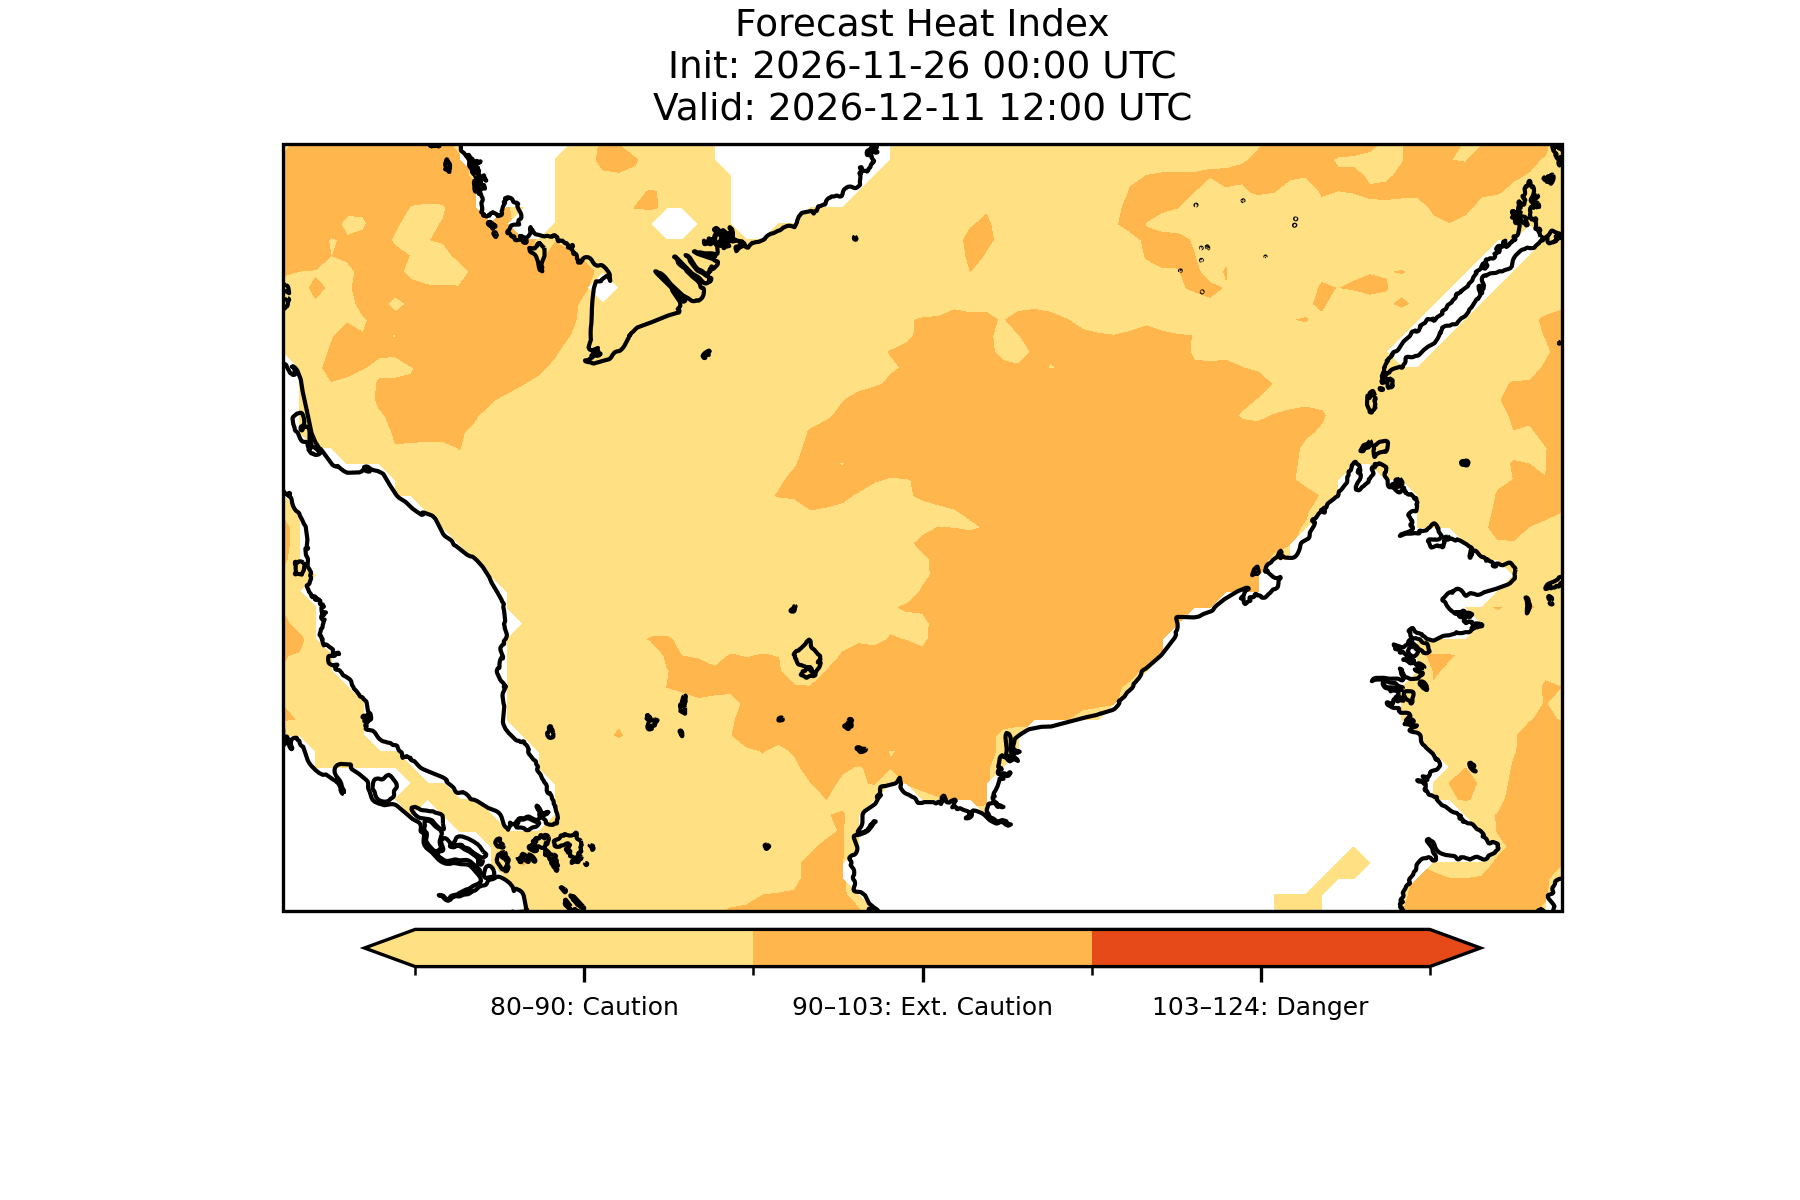 Forecast Heat Index
Init: 2026-11-26 00:00 UTC
Valid: 2026-12-11 12:00 UTC
80–90: Caution
90–103: Ext. Caution
103–124: Danger